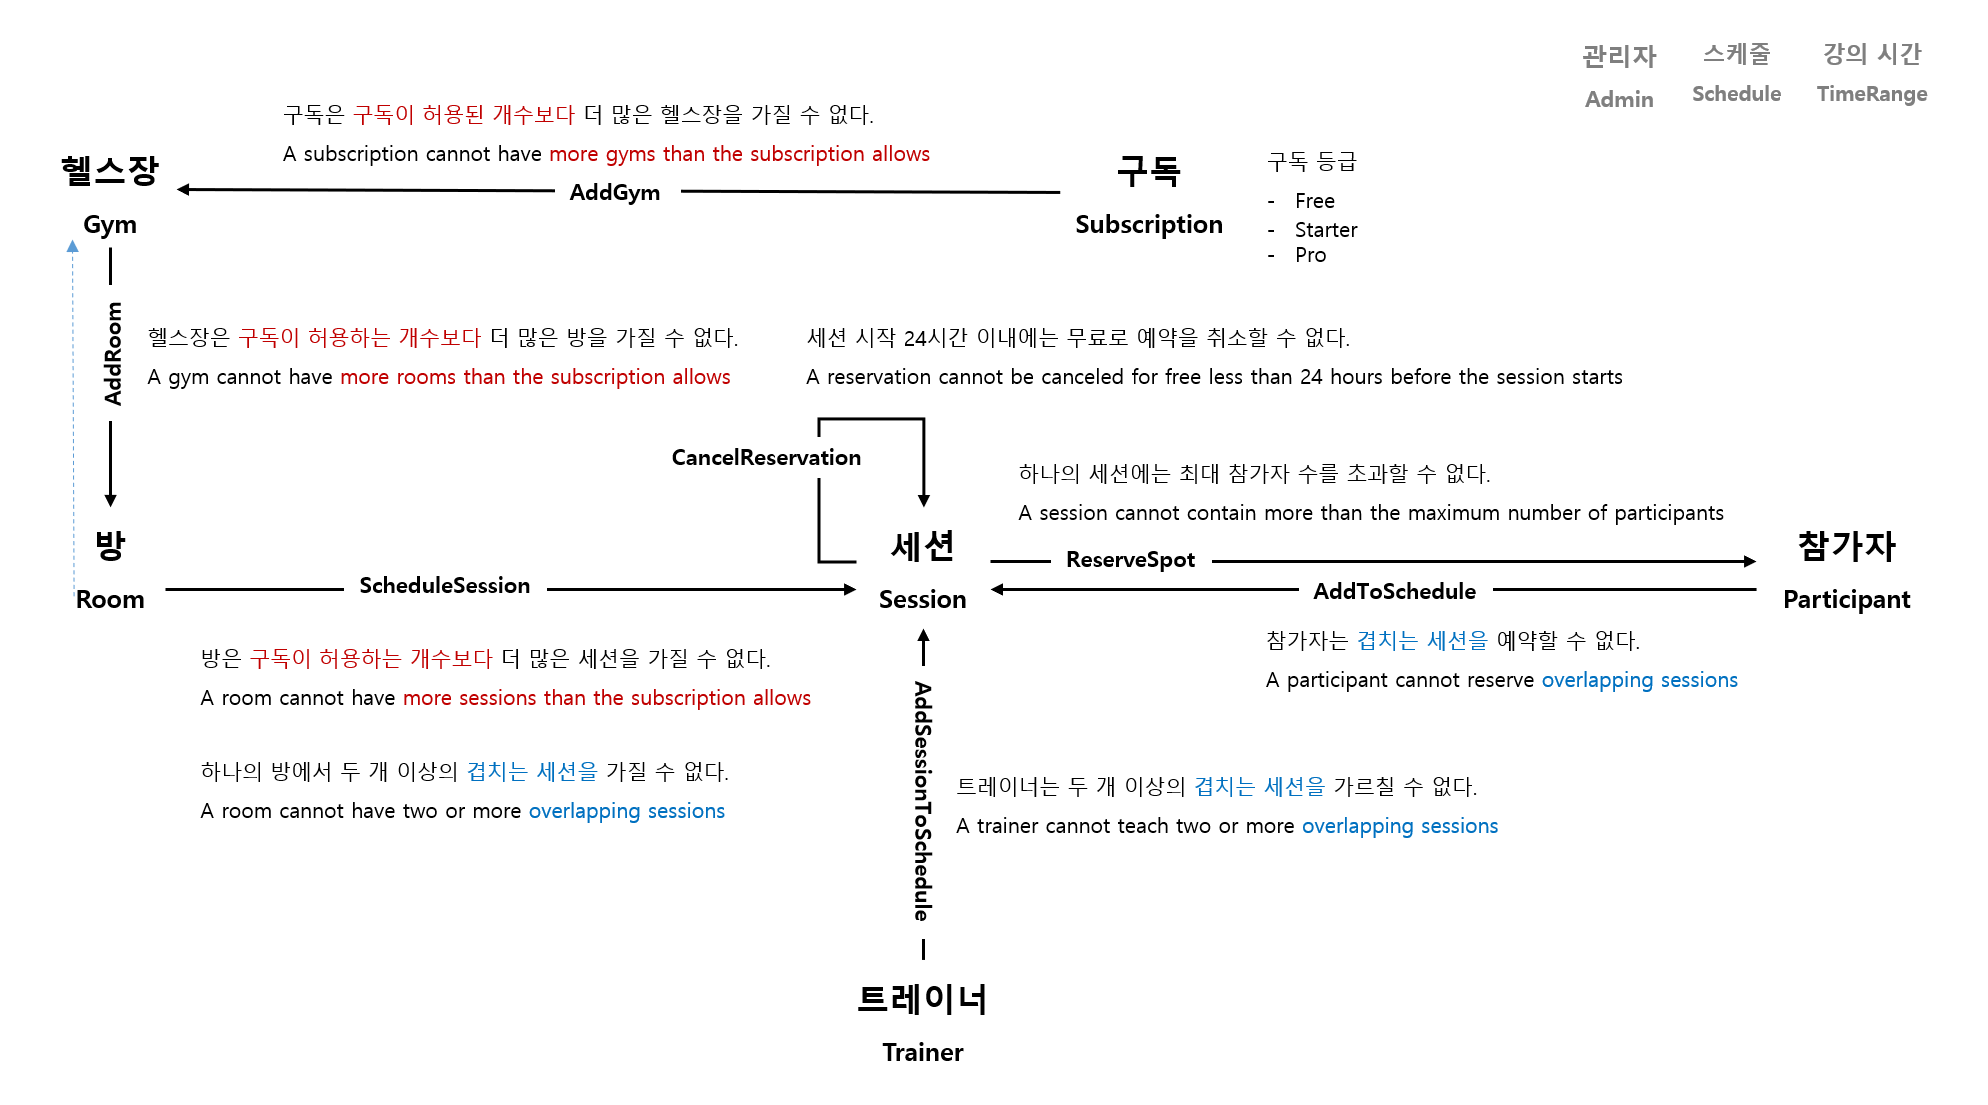 관리자
Admin
스케줄
Schedule
강의 시간
TimeRange
구독은 구독이 허용된 개수보다 더 많은 헬스장을 가질 수 없다.
A subscription cannot have more gyms than the subscription allows
헬스장
Gym
AddGym
구독
Subscription
구독 등급
- Free
- Starter
- Pro
AddRoom
헬스장은 구독이 허용하는 개수보다 더 많은 방을 가질 수 없다.
A gym cannot have more rooms than the subscription allows
세션 시작 24시간 이내에는 무료로 예약을 취소할 수 없다.
A reservation cannot be canceled for free less than 24 hours before the session starts
CancelReservation
하나의 세션에는 최대 참가자 수를 초과할 수 없다.
A session cannot contain more than the maximum number of participants
방
Room
ScheduleSession
세션
Session
ReserveSpot
AddToSchedule
참가자
Participant
방은 구독이 허용하는 개수보다 더 많은 세션을 가질 수 없다.
A room cannot have more sessions than the subscription allows
참가자는 겹치는 세션을 예약할 수 없다.
A participant cannot reserve overlapping sessions
하나의 방에서 두 개 이상의 겹치는 세션을 가질 수 없다.
A room cannot have two or more overlapping sessions
AddSessionToSchedule
트레이너는 두 개 이상의 겹치는 세션을 가르칠 수 없다.
A trainer cannot teach two or more overlapping sessions
트레이너
Trainer